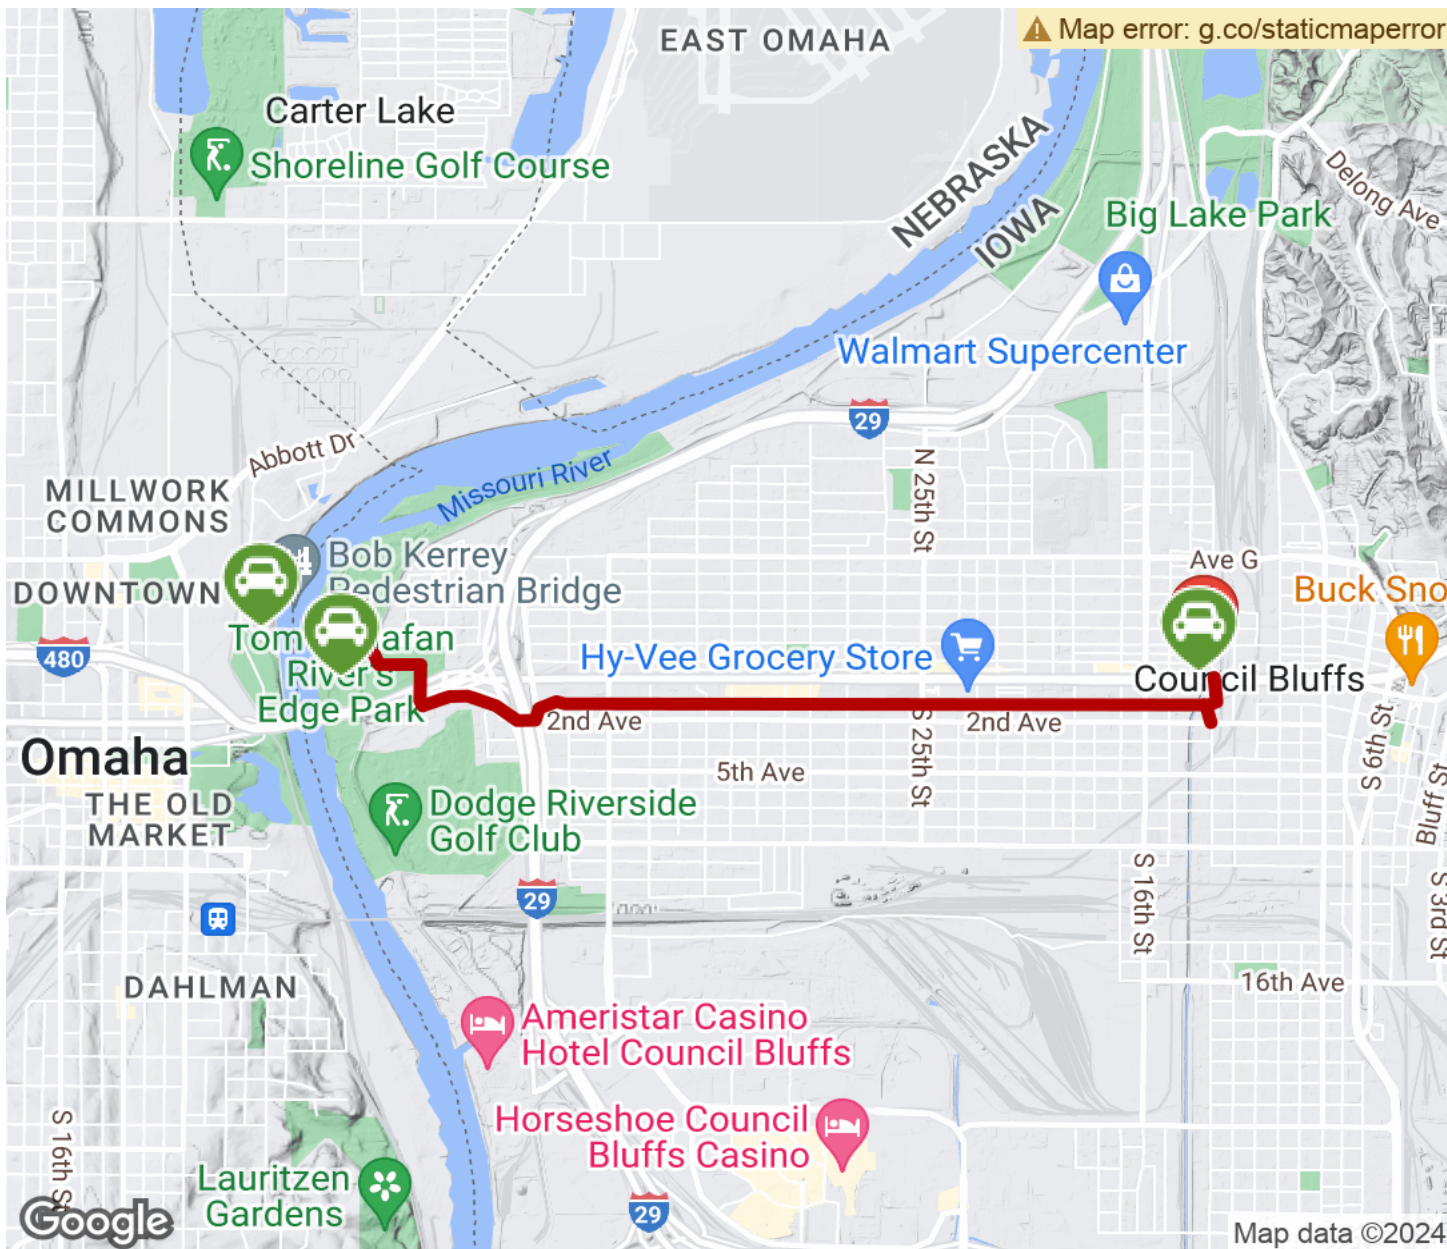 Map error: g.co/staticmaperror
EAST OMAHA
Carter Lake
Shoreline Golf Course
NEBRASKA
IOWA
Delong Ave
Big Lake Park
Walmart Supercenter
29
Abbott Dr
Missouri River
N 25th St
MILLWORK
COMMONS
Bob Kerrey
Pedestrian Bridge
Ave G
DOWNTOWN
Buck Sno
Tom
afan
River's
Edge Park
480
Hy-Vee Grocery Store
Council Bluffs
2nd Ave
2nd Ave
S 25th St
S 6th St
Omaha
5th Ave
THE OLD
MARKET
Dodge Riverside
Golf Club
Bluff St
S 16th St
S 3rd St
29
DAHLMAN
16th Ave
Ameristar Casino
Hotel Council Bluffs
Horseshoe Council
Bluffs Casino
S 16th St
Lauritzen
Gardens
29
Google
Map data ©2024